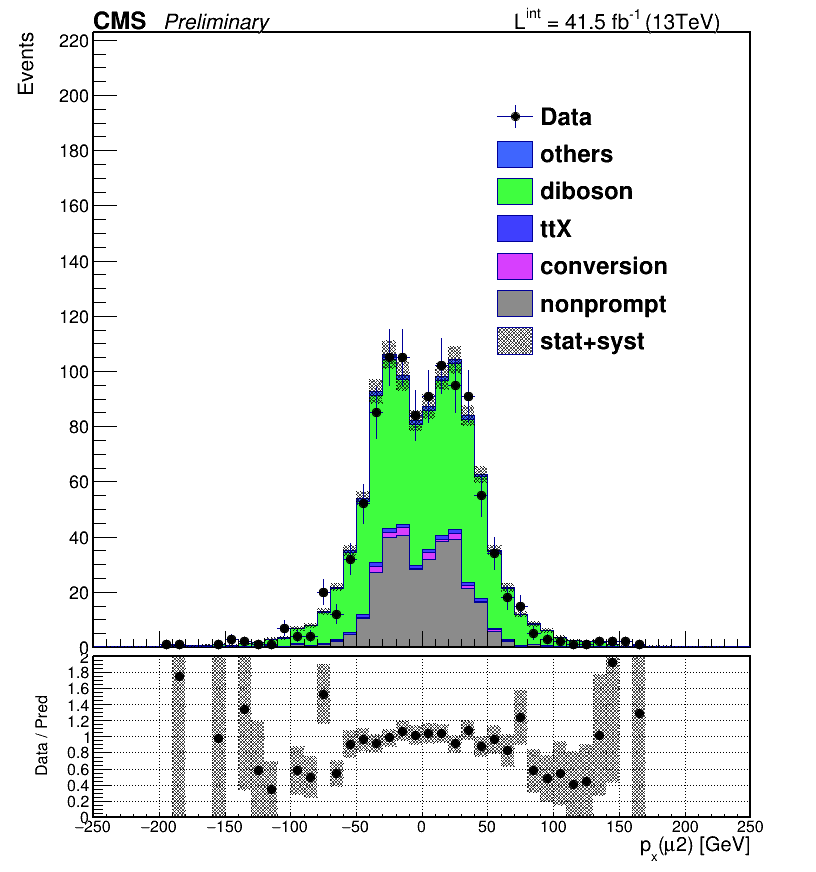 CMS Preliminary L^int = 41.5 fb^-1 (13TeV)
Events
220
200
180
160
140
120
100
80
60
40
20
0
Data
others
diboson
ttX
conversion
nonprompt
stat+syst
Data / Pred
2
1.8
1.6
1.4
1.2
1
0.8
0.6
0.4
0.2
0
−250 −200 −150 −100 −50 0 50 100 150 200 250
p_x(μ2) [GeV]